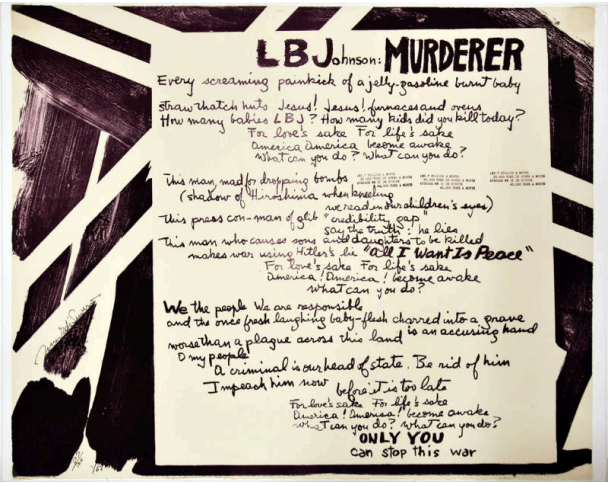 LBJohnson: MURDERER
Every screaming painkick of a jelly-gasoline burnt baby
straw thatch huts Jesus! Jesus! furnaces and ovens
How many babies LBJ? How many kids did you kill today?
For love's sake For life's sake
America America become awake
What can you do? What can you do?
This man, mad for dropping bombs
(shadow of Hiroshima when kneeling
we read in our children's eyes)
This press con-man of glib "credibility gap"
say the truth: he lies
This man who causes sons and daughters to be killed
makes war using Hitler's lie "All I Want Is Peace"
For love's sake For life's sake
America! America! become awake
What can you do?
We the people We are responsible
and the once fresh laughing baby-flesh charred into a grave
is an accusing hand
worse than a plague across this land
O my people
A criminal is our head of state. Be rid of him
Impeach him now before it is too late
For love's sake For life's sake
America! America! become awake
What can you do? What can you do?
ONLY YOU
can stop this war